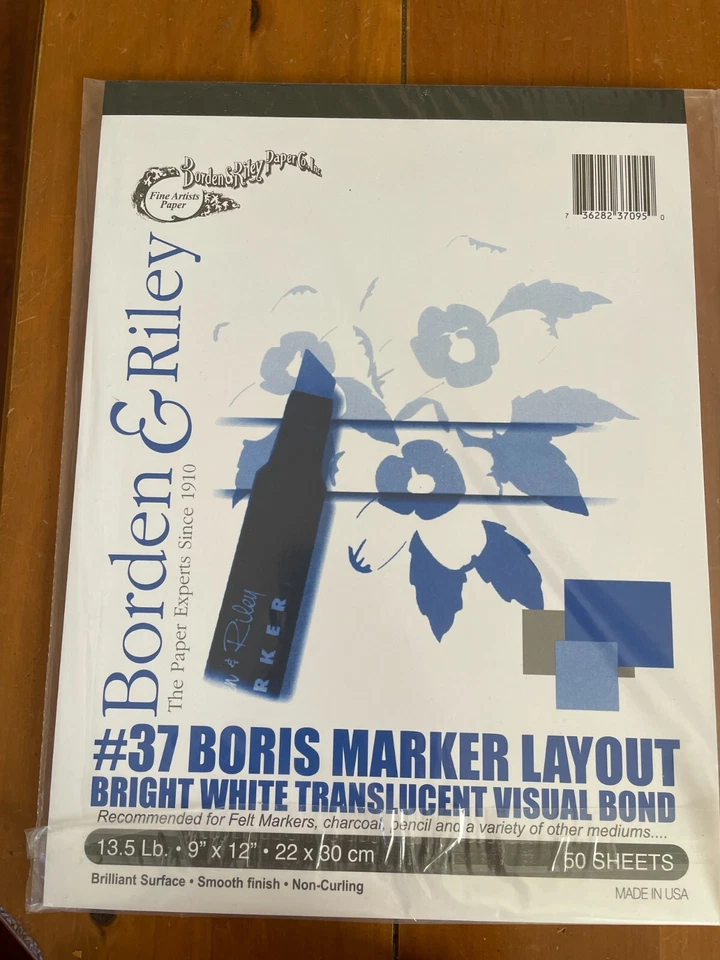 Borden & Riley Paper Co. Inc.
Fine Artists
Paper
7 36282 37095 0
Borden & Riley
The Paper Experts Since 1910
n & Riley
RKER
#37 BORIS MARKER LAYOUT
BRIGHT WHITE TRANSLUCENT VISUAL BOND
Recommended for Felt Markers, charcoal, pencil and a variety of other mediums....
13.5 Lb. • 9" x 12" • 22 x 30 cm 50 SHEETS
Brilliant Surface • Smooth finish • Non-Curling
MADE IN USA